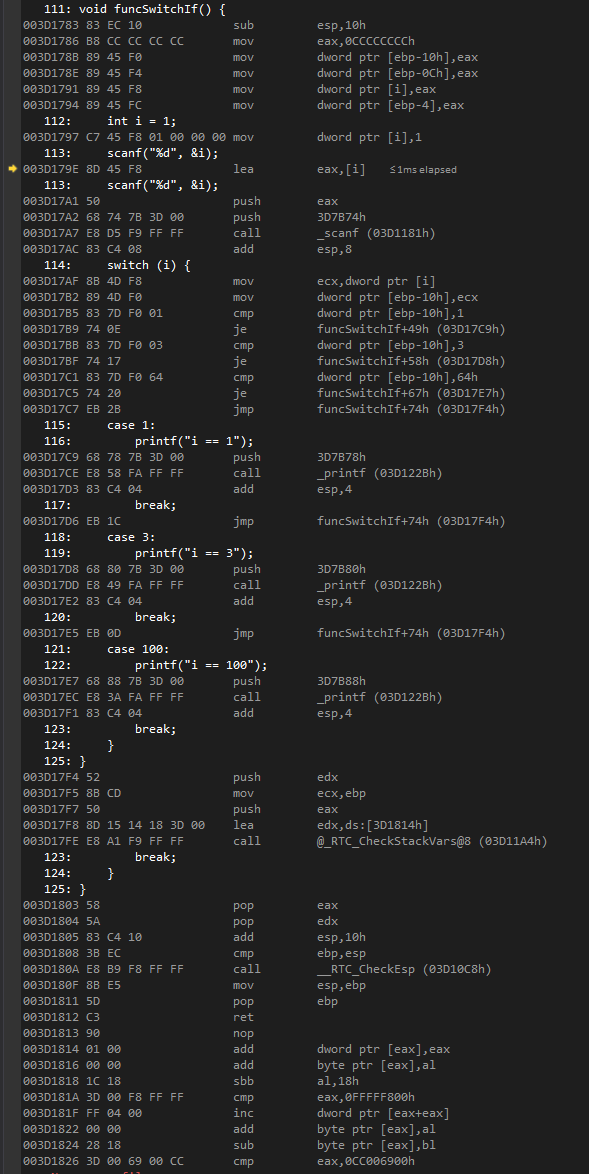 111: void funcSwitchIf() {
003D1783 83 EC 10 sub esp,10h
003D1786 B8 CC CC CC CC mov eax,0CCCCCCCCh
003D178B 89 45 F0 mov dword ptr [ebp-10h],eax
003D178E 89 45 F4 mov dword ptr [ebp-0Ch],eax
003D1791 89 45 F8 mov dword ptr [i],eax
003D1794 89 45 FC mov dword ptr [ebp-4],eax
112: int i = 1;
003D1797 C7 45 F8 01 00 00 00 mov dword ptr [i],1
113: scanf("%d", &i);
003D179E 8D 45 F8 lea eax,[i] ≤1ms elapsed
113: scanf("%d", &i);
003D17A1 50 push eax
003D17A2 68 74 7B 3D 00 push 3D7B74h
003D17A7 E8 D5 F9 FF FF call _scanf (03D1181h)
003D17AC 83 C4 08 add esp,8
114: switch (i) {
003D17AF 8B 4D F8 mov ecx,dword ptr [i]
003D17B2 89 4D F0 mov dword ptr [ebp-10h],ecx
003D17B5 83 7D F0 01 cmp dword ptr [ebp-10h],1
003D17B9 74 0E je funcSwitchIf+49h (03D17C9h)
003D17BB 83 7D F0 03 cmp dword ptr [ebp-10h],3
003D17BF 74 17 je funcSwitchIf+58h (03D17D8h)
003D17C1 83 7D F0 64 cmp dword ptr [ebp-10h],64h
003D17C5 74 20 je funcSwitchIf+67h (03D17E7h)
003D17C7 EB 2B jmp funcSwitchIf+74h (03D17F4h)
115: case 1:
116: printf("i == 1");
003D17C9 68 78 7B 3D 00 push 3D7B78h
003D17CE E8 58 FA FF FF call _printf (03D122Bh)
003D17D3 83 C4 04 add esp,4
117: break;
003D17D6 EB 1C jmp funcSwitchIf+74h (03D17F4h)
118: case 3:
119: printf("i == 3");
003D17D8 68 80 7B 3D 00 push 3D7B80h
003D17DD E8 49 FA FF FF call _printf (03D122Bh)
003D17E2 83 C4 04 add esp,4
120: break;
003D17E5 EB 0D jmp funcSwitchIf+74h (03D17F4h)
121: case 100:
122: printf("i == 100");
003D17E7 68 88 7B 3D 00 push 3D7B88h
003D17EC E8 3A FA FF FF call _printf (03D122Bh)
003D17F1 83 C4 04 add esp,4
123: break;
124: }
125: }
003D17F4 52 push edx
003D17F5 8B CD mov ecx,ebp
003D17F7 50 push eax
003D17F8 8D 15 14 18 3D 00 lea edx,ds:[3D1814h]
003D17FE E8 A1 F9 FF FF call @_RTC_CheckStackVars@8 (03D11A4h)
123: break;
124: }
125: }
003D1803 58 pop eax
003D1804 5A pop edx
003D1805 83 C4 10 add esp,10h
003D1808 3B EC cmp ebp,esp
003D180A E8 B9 F8 FF FF call __RTC_CheckEsp (03D10C8h)
003D180F 8B E5 mov esp,ebp
003D1811 5D pop ebp
003D1812 C3 ret
003D1813 90 nop
003D1814 01 00 add dword ptr [eax],eax
003D1816 00 00 add byte ptr [eax],al
003D1818 1C 18 sbb al,18h
003D181A 3D 00 F8 FF FF cmp eax,0FFFFF800h
003D181F FF 04 00 inc dword ptr [eax+eax]
003D1822 00 00 add byte ptr [eax],al
003D1824 28 18 sub byte ptr [eax],bl
003D1826 3D 00 69 00 CC cmp eax,0CC006900h